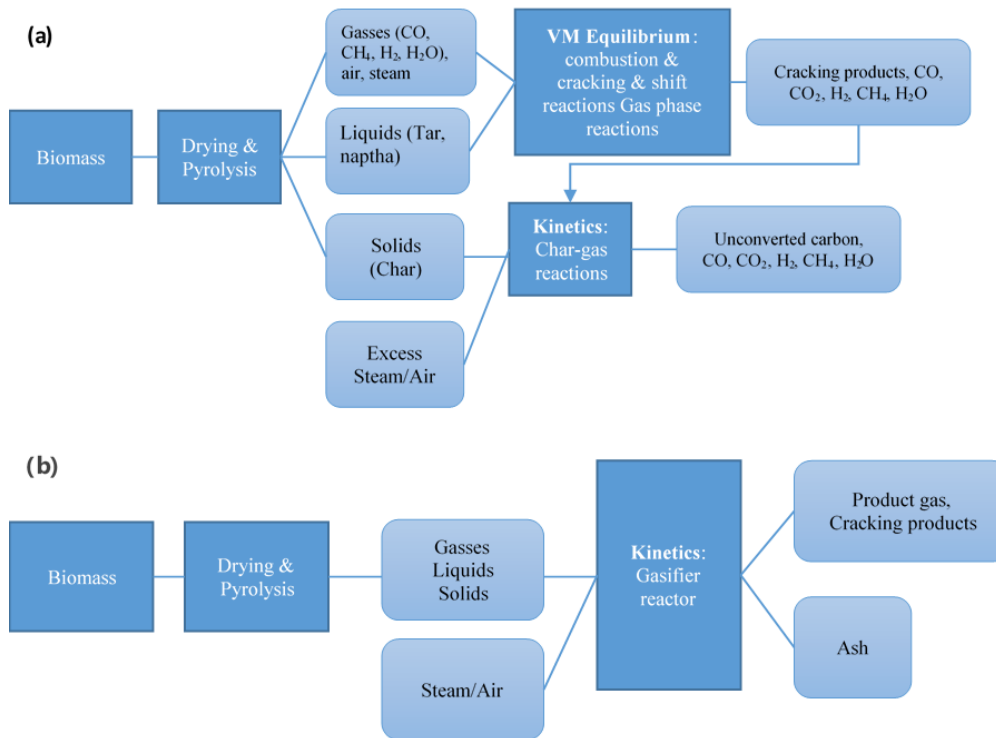 (a)
Biomass
Drying &
Pyrolysis
Gasses (CO,
CH₄, H₂, H₂O),
air, steam
Liquids (Tar,
naptha)
Solids
(Char)
Excess
Steam/Air
VM Equilibrium:
combustion &
cracking & shift
reactions Gas phase
reactions
Cracking products, CO,
CO₂, H₂, CH₄, H₂O
Kinetics:
Char-gas
reactions
Unconverted carbon,
CO, CO₂, H₂, CH₄, H₂O
(b)
Biomass
Drying &
Pyrolysis
Gasses
Liquids
Solids
Steam/Air
Kinetics:
Gasifier
reactor
Product gas,
Cracking products
Ash